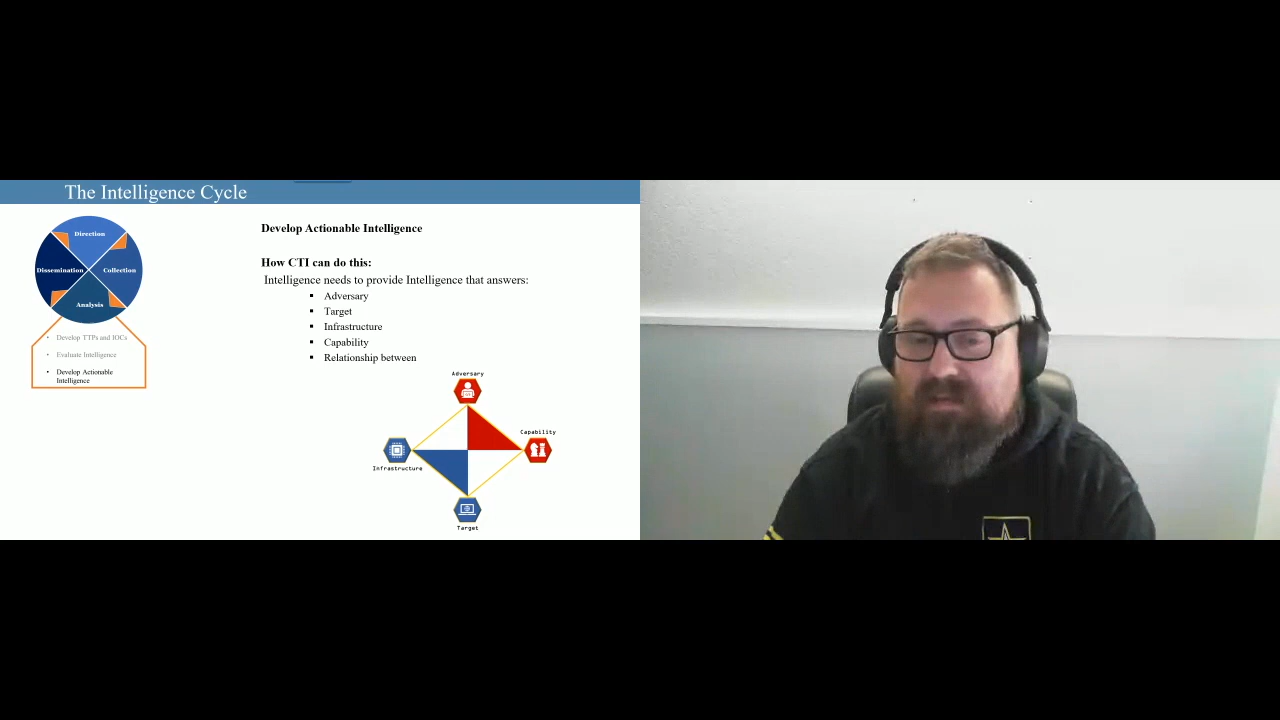 The Intelligence Cycle
Direction
Dissemination
Collection
Analysis
• Develop TTPs and IOCs
• Evaluate Intelligence
• Develop Actionable
Intelligence
Develop Actionable Intelligence
How CTI can do this:
Intelligence needs to provide Intelligence that answers:
▪ Adversary
▪ Target
▪ Infrastructure
▪ Capability
▪ Relationship between
Adversary
Capability
Infrastructure
Target